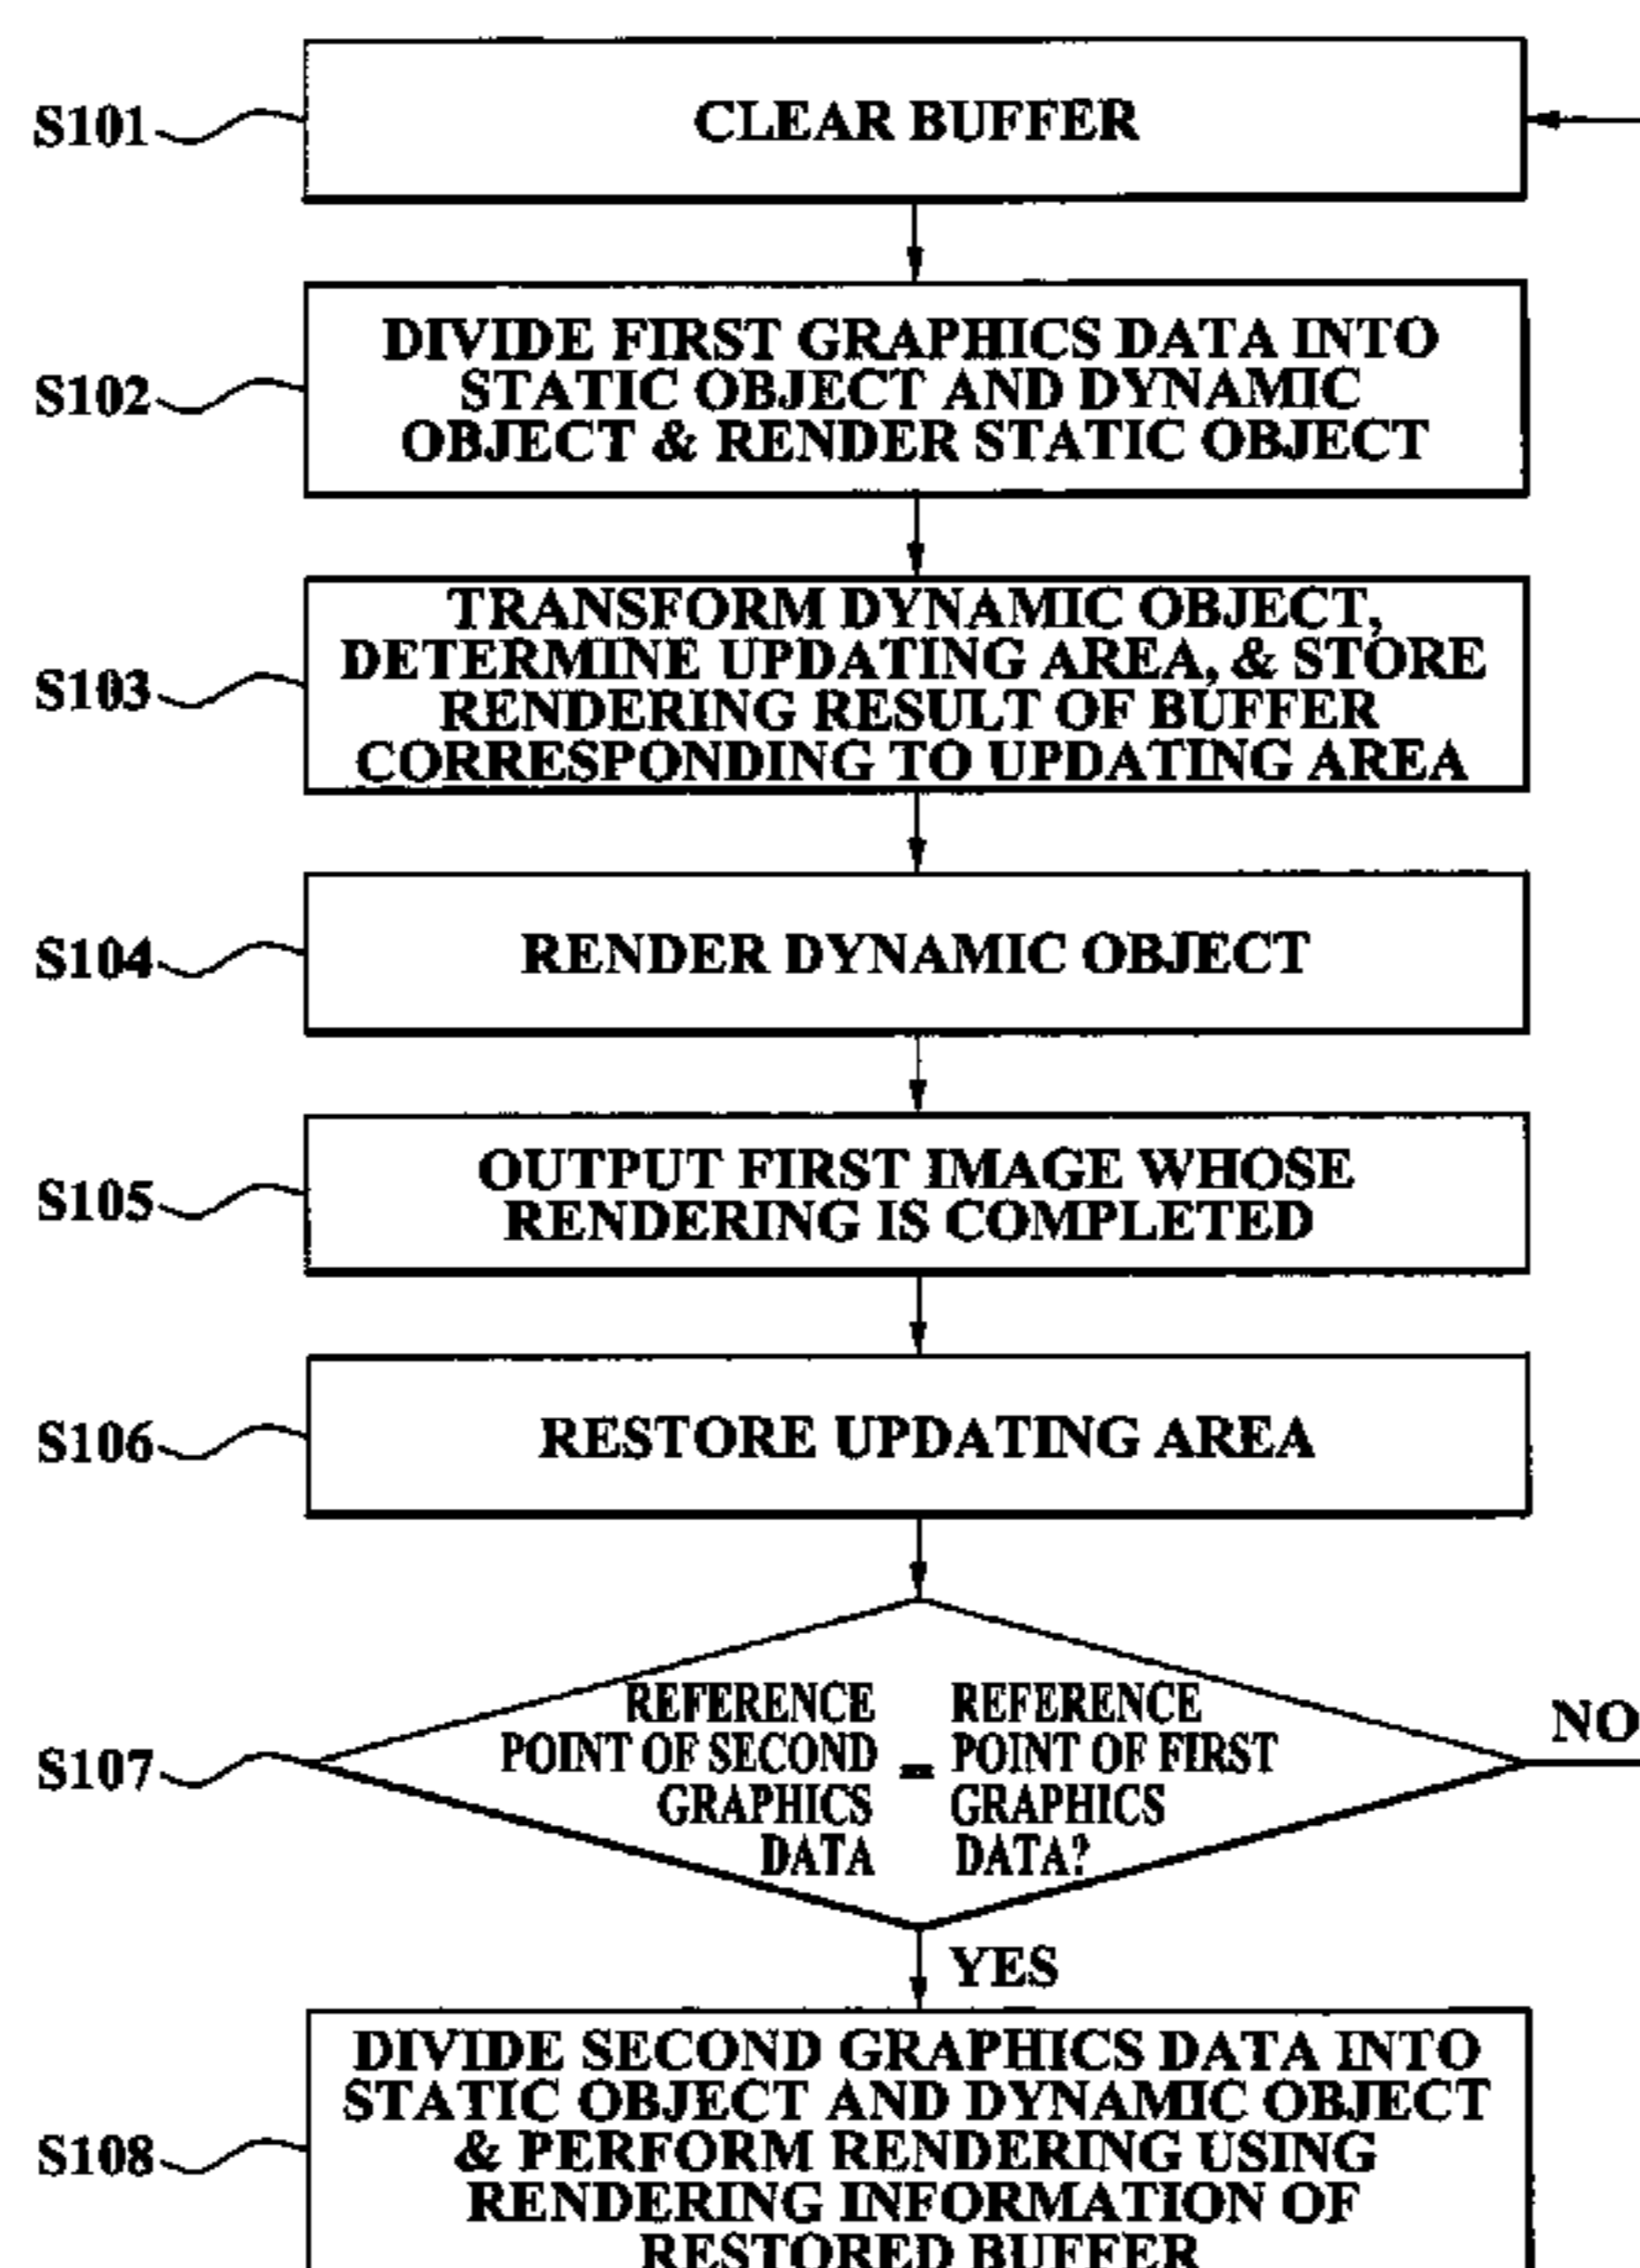 S101
CLEAR BUFFER
S102
DIVIDE FIRST GRAPHICS DATA INTO
STATIC OBJECT AND DYNAMIC
OBJECT & RENDER STATIC OBJECT
S103
TRANSFORM DYNAMIC OBJECT,
DETERMINE UPDATING AREA, & STORE
RENDERING RESULT OF BUFFER
CORRESPONDING TO UPDATING AREA
S104
RENDER DYNAMIC OBJECT
S105
OUTPUT FIRST IMAGE WHOSE
RENDERING IS COMPLETED
S106
RESTORE UPDATING AREA
S107
REFERENCE
POINT OF SECOND
GRAPHICS
DATA
=
REFERENCE
POINT OF FIRST
GRAPHICS
DATA?
NO
YES
S108
DIVIDE SECOND GRAPHICS DATA INTO
STATIC OBJECT AND DYNAMIC OBJECT
& PERFORM RENDERING USING
RENDERING INFORMATION OF
RESTORED BUFFER